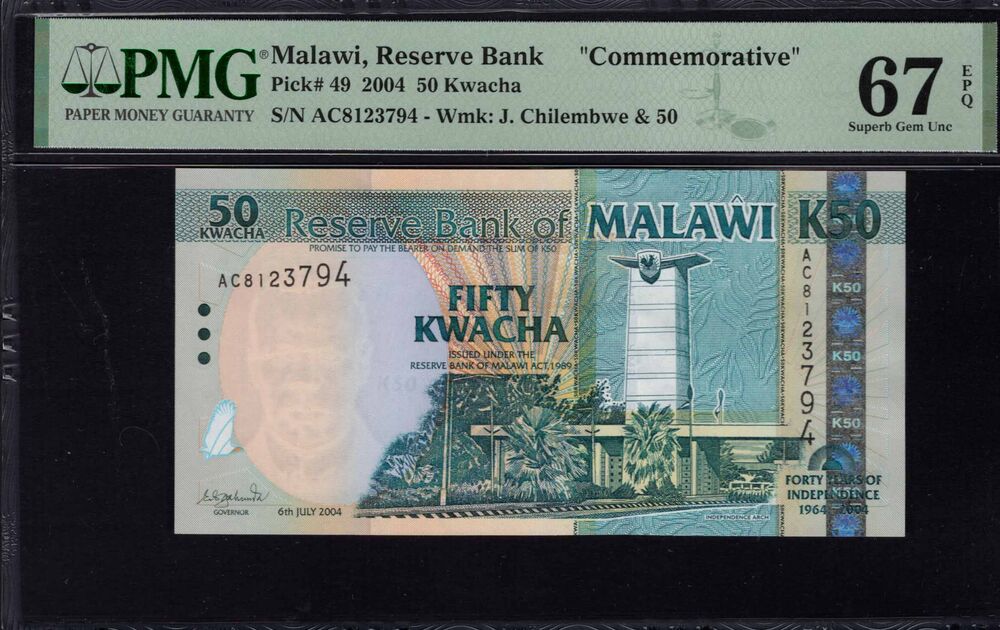 PMG®
PAPER MONEY GUARANTY
Malawi, Reserve Bank "Commemorative"
Pick# 49 2004 50 Kwacha
S/N AC8123794 - Wmk: J. Chilembwe & 50
67
EPQ
Superb Gem Unc
50
KWACHA
Reserve Bank of MALAŴI
K50
PROMISE TO PAY THE BEARER ON DEMAND THE SUM OF K50
AC8123794
FIFTY
KWACHA
ISSUED UNDER THE
RESERVE BANK OF MALAWI ACT, 1989
K50
AC8123794
K50
K50
K50
K50
FORTY YEARS OF
INDEPENDENCE
1964 - 2004
GOVERNOR
6th JULY 2004
INDEPENDENCE ARCH